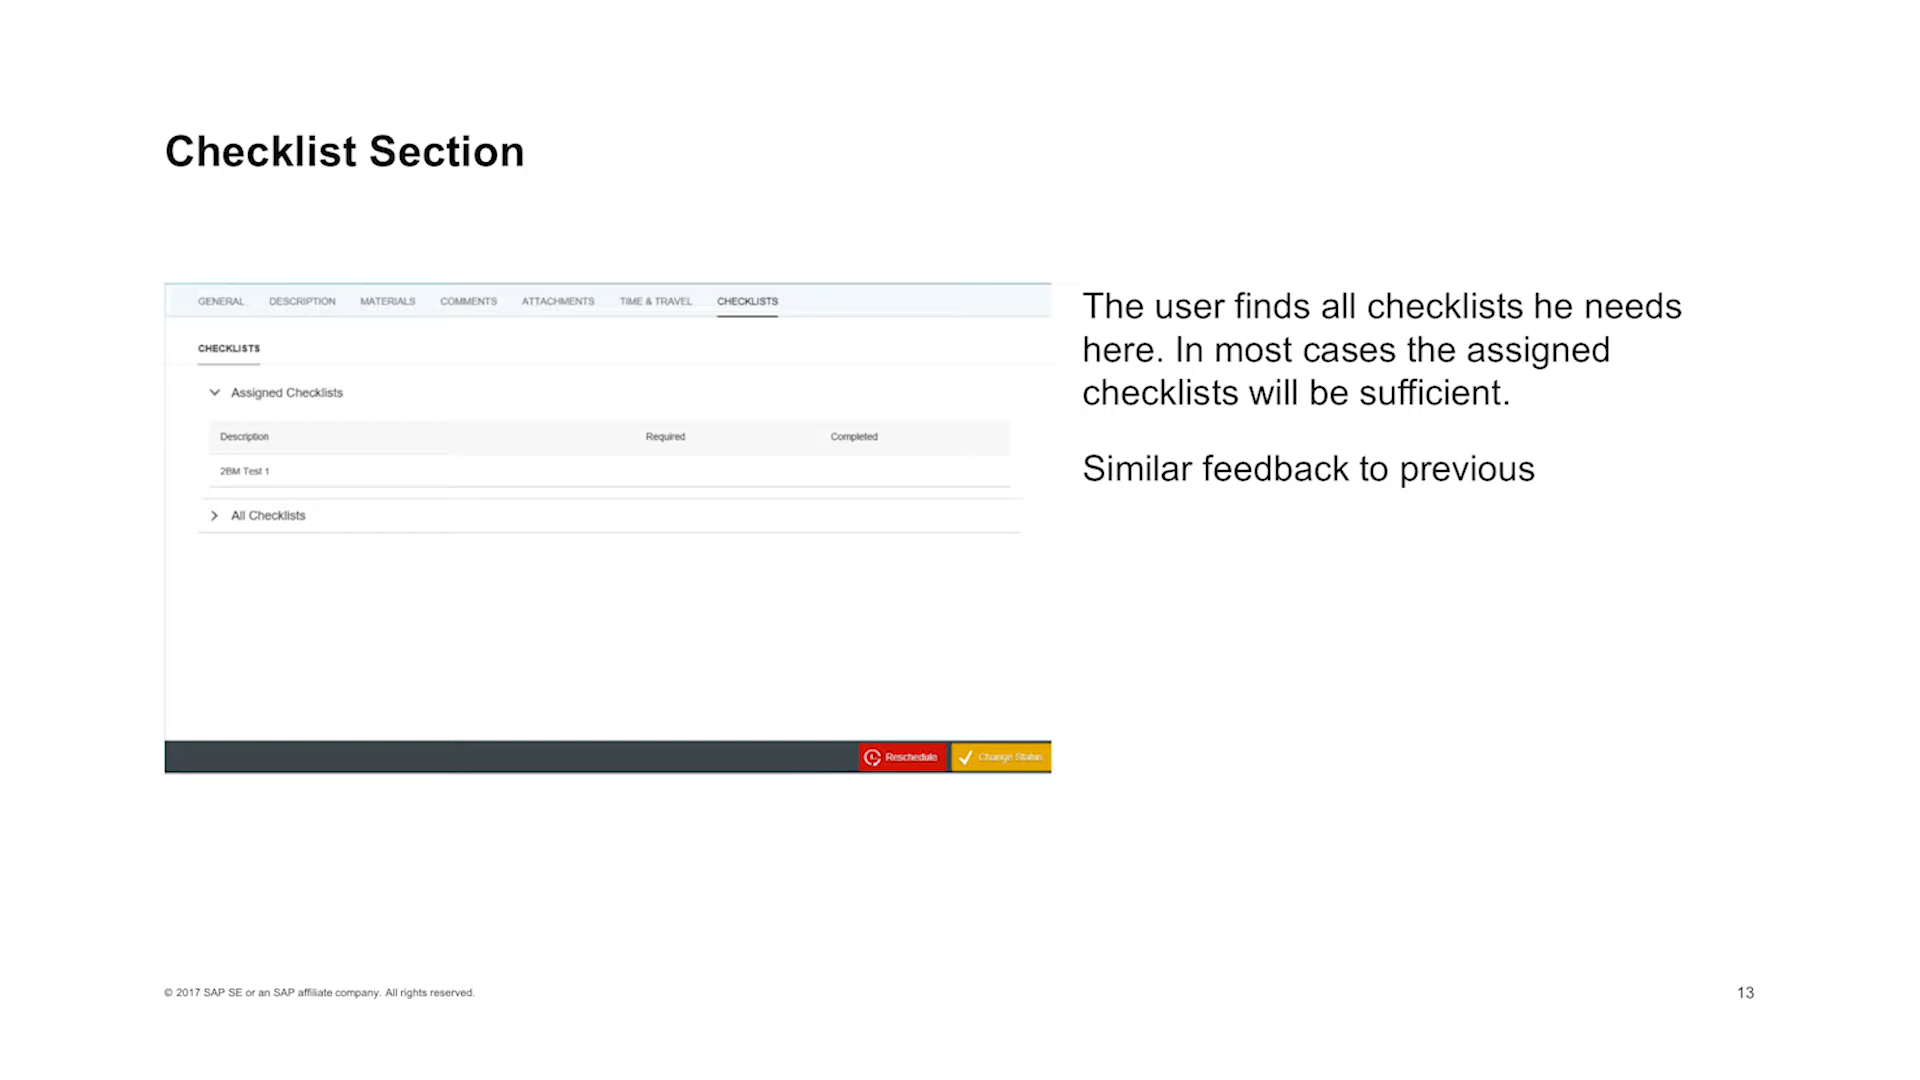 Checklist Section
GENERAL DESCRIPTION MATERIALS COMMENTS ATTACHMENTS TIME & TRAVEL CHECKLISTS
CHECKLISTS
Assigned Checklists
Description Required Completed
2BM Test 1
All Checklists
Reschedule Change Status
The user finds all checklists he needs
here. In most cases the assigned
checklists will be sufficient.
Similar feedback to previous
© 2017 SAP SE or an SAP affiliate company. All rights reserved.
13